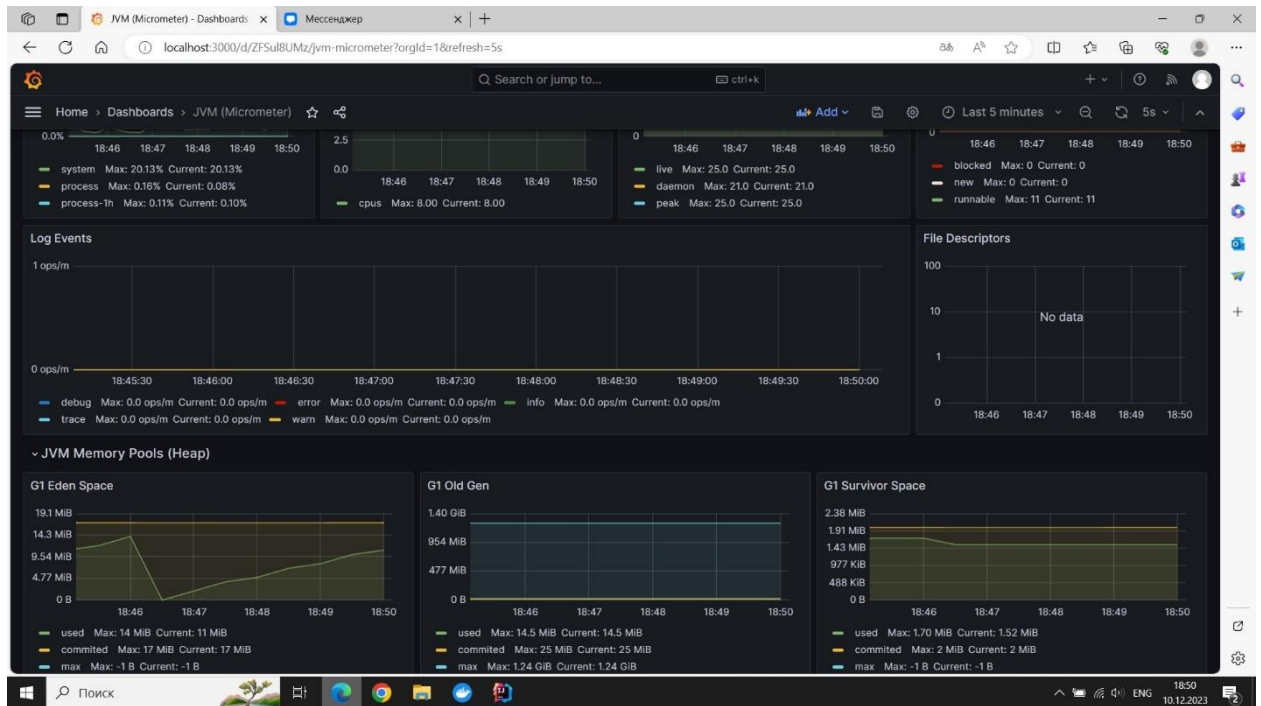 JVM (Micrometer) - Dashboards
Мессенджер
localhost:3000/d/ZFSul8UMz/jvm-micrometer?orgId=1&refresh=5s
Search or jump to...
ctrl+k
Home › Dashboards › JVM (Micrometer)
Add
Last 5 minutes
5s
0.0%
18:46 18:47 18:48 18:49 18:50
system Max: 20.13% Current: 20.13%
process Max: 0.16% Current: 0.08%
process-1h Max: 0.11% Current: 0.10%
2.5
0.0
18:46 18:47 18:48 18:49 18:50
cpus Max: 8.00 Current: 8.00
0
18:46 18:47 18:48 18:49 18:50
live Max: 25.0 Current: 25.0
daemon Max: 21.0 Current: 21.0
peak Max: 25.0 Current: 25.0
0
18:46 18:47 18:48 18:49 18:50
blocked Max: 0 Current: 0
new Max: 0 Current: 0
runnable Max: 11 Current: 11
Log Events
1 ops/m
0 ops/m
18:45:30 18:46:00 18:46:30 18:47:00 18:47:30 18:48:00 18:48:30 18:49:00 18:49:30 18:50:00
debug Max: 0.0 ops/m Current: 0.0 ops/m error Max: 0.0 ops/m Current: 0.0 ops/m info Max: 0.0 ops/m Current: 0.0 ops/m
trace Max: 0.0 ops/m Current: 0.0 ops/m warn Max: 0.0 ops/m Current: 0.0 ops/m
File Descriptors
100
10
No data
1
0
18:46 18:47 18:48 18:49 18:50
JVM Memory Pools (Heap)
G1 Eden Space
19.1 MiB
14.3 MiB
9.54 MiB
4.77 MiB
0 B
18:46 18:47 18:48 18:49 18:50
used Max: 14 MiB Current: 11 MiB
commited Max: 17 MiB Current: 17 MiB
max Max: -1 B Current: -1 B
G1 Old Gen
1.40 GiB
954 MiB
477 MiB
0 B
18:46 18:47 18:48 18:49 18:50
used Max: 14.5 MiB Current: 14.5 MiB
commited Max: 25 MiB Current: 25 MiB
max Max: 1.24 GiB Current: 1.24 GiB
G1 Survivor Space
2.38 MiB
1.91 MiB
1.43 MiB
977 KiB
488 KiB
0 B
18:46 18:47 18:48 18:49 18:50
used Max: 1.70 MiB Current: 1.52 MiB
commited Max: 2 MiB Current: 2 MiB
max Max: -1 B Current: -1 B
Поиск
ENG
18:50
10.12.2023
2